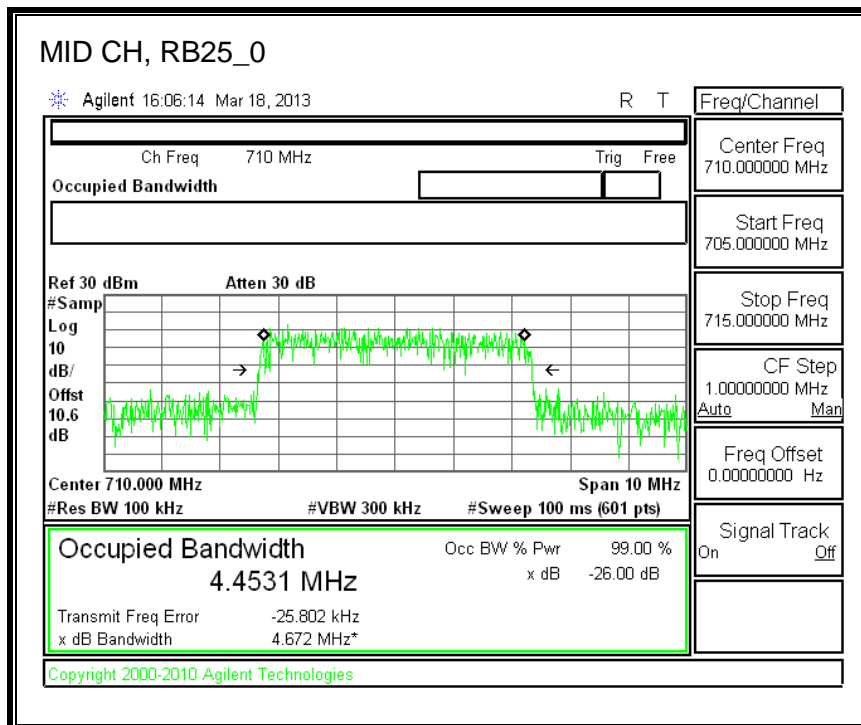 MID CH, RB25_0
Agilent 16:06:14 Mar 18, 2013 R T
Ch Freq 710 MHz Trig Free
Occupied Bandwidth
Ref 30 dBm Atten 30 dB
#Samp
Log
10
dB/
Offst
10.6
dB
Center 710.000 MHz Span 10 MHz
#Res BW 100 kHz #VBW 300 kHz #Sweep 100 ms (601 pts)
Occupied Bandwidth Occ BW % Pwr 99.00 %
4.4531 MHz x dB -26.00 dB
Transmit Freq Error -25.802 kHz
x dB Bandwidth 4.672 MHz*
Copyright 2000-2010 Agilent Technologies
Freq/Channel
Center Freq
710.000000 MHz
Start Freq
705.000000 MHz
Stop Freq
715.000000 MHz
CF Step
1.00000000 MHz
Auto Man
Freq Offset
0.00000000 Hz
Signal Track
On Off